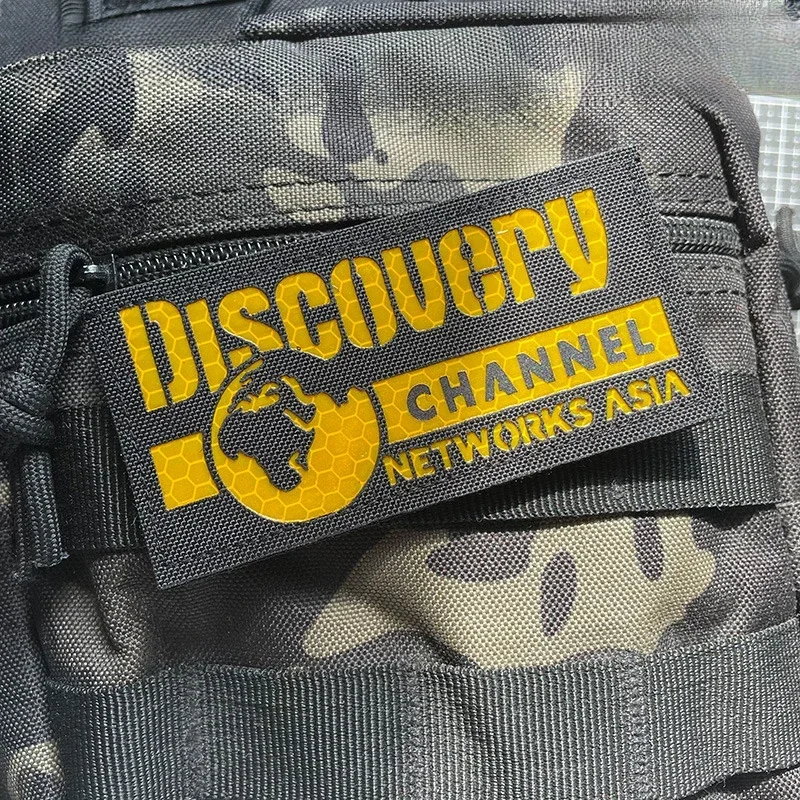 Discovery
CHANNEL
NETWORKS ASIA